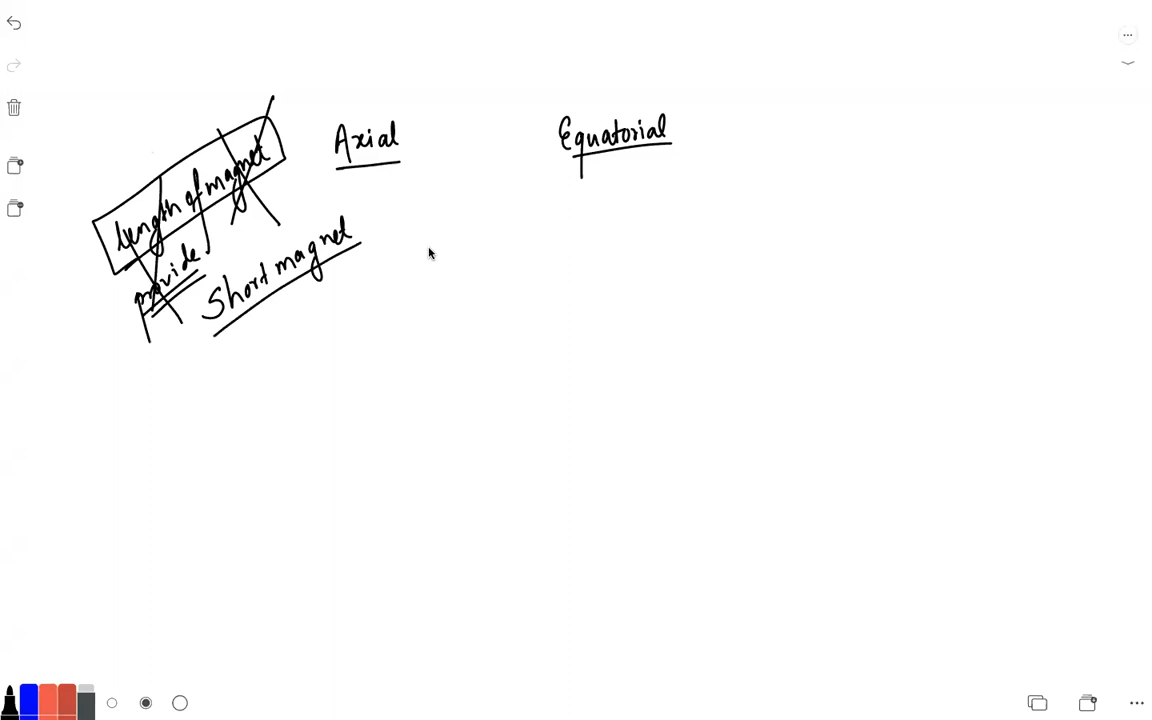 Axial
Equatorial
length of magnet
provide
Short magnet